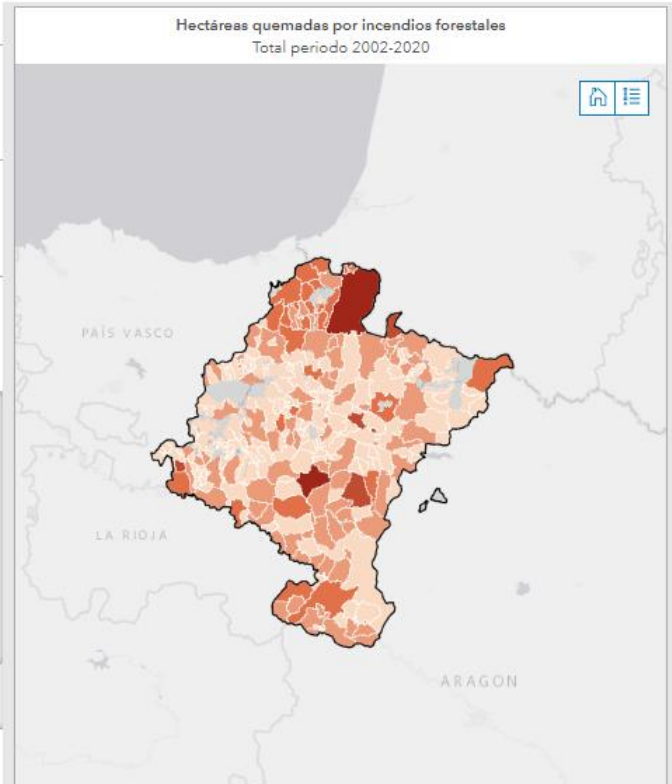 Hectáreas quemadas por incendios forestales
Total periodo 2002-2020
PAÍS VASCO
LA RIOJA
ARAGON